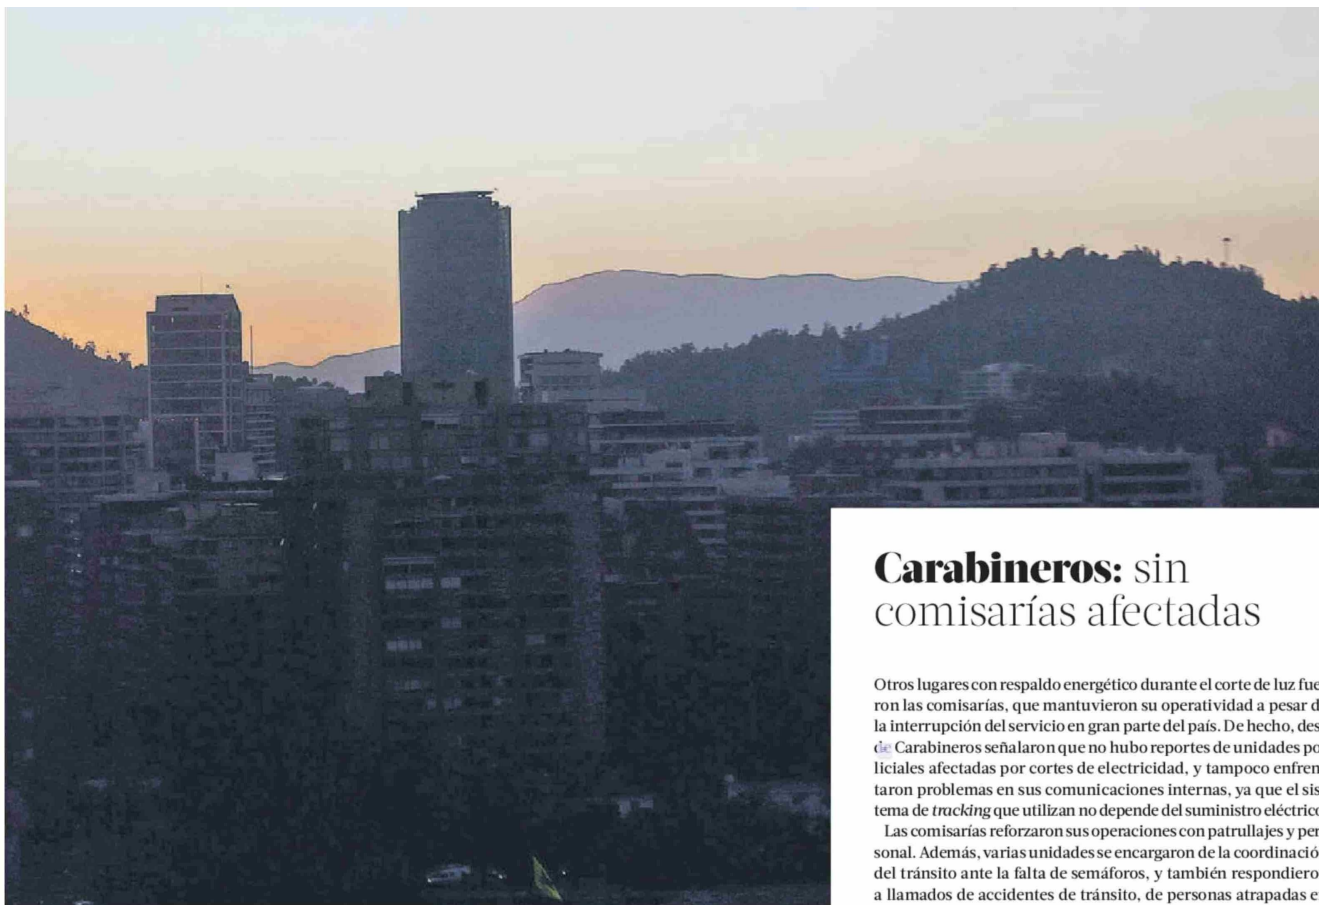 Carabineros: sin
comisarías afectadas
Otros lugares con respaldo energético durante el corte de luz fue
ron las comisarías, que mantuvieron su operatividad a pesar d
la interrupción del servicio en gran parte del país. De hecho, des
de Carabineros señalaron que no hubo reportes de unidades po
liciales afectadas por cortes de electricidad, y tampoco enfren
taron problemas en sus comunicaciones internas, ya que el sis
tema de tracking que utilizan no depende del suministro eléctrico
Las comisarías reforzaron sus operaciones con patrullajes y per
sonal. Además, varias unidades se encargaron de la coordinació
del tránsito ante la falta de semáforos, y también respondiero
a llamados de accidentes de tránsito, de personas atrapadas e